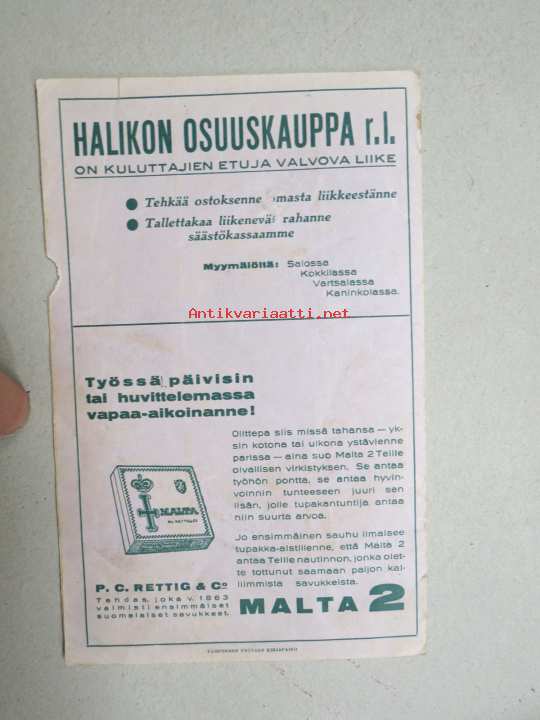 HALIKON OSUUSKAUPPA r.l.
ON KULUTTAJIEN ETUJA VALVOVA LIIKE
● Tehkää ostoksenne omasta liikkeestänne
● Tallettakaa liikenevät rahanne
säästökassaamme
Myymälöitä: Salossa
Kokkilassa
Vartsalassa
Kaninkolassa.
Antikvariaatti.net
Työssä päivisin
tai huvittelemassa
vapaa-aikoinanne!
Olittepa siis missä tahansa — yk-
sin kotona tai ulkona ystävienne
parissa — aina suo Malta 2 Teille
oivallisen virkistyksen. Se antaa
työhön pontta, se antaa hyvin-
voinnin tunteeseen juuri sen
lisän, jolle tupakantuntija antaa
niin suurta arvoa.
Jo ensimmäinen sauhu ilmaisee
tupakka-aistillenne, että Malta 2
antaa Teille nautinnon, jonka olet-
te tottunut saamaan paljon kal-
liimmista savukkeista.
MALTA
P. C. RETTIG & Co
Tehdas, joka v. 1863
valmisti ensimmäiset
suomalaiset savukkeet.
MALTA 2